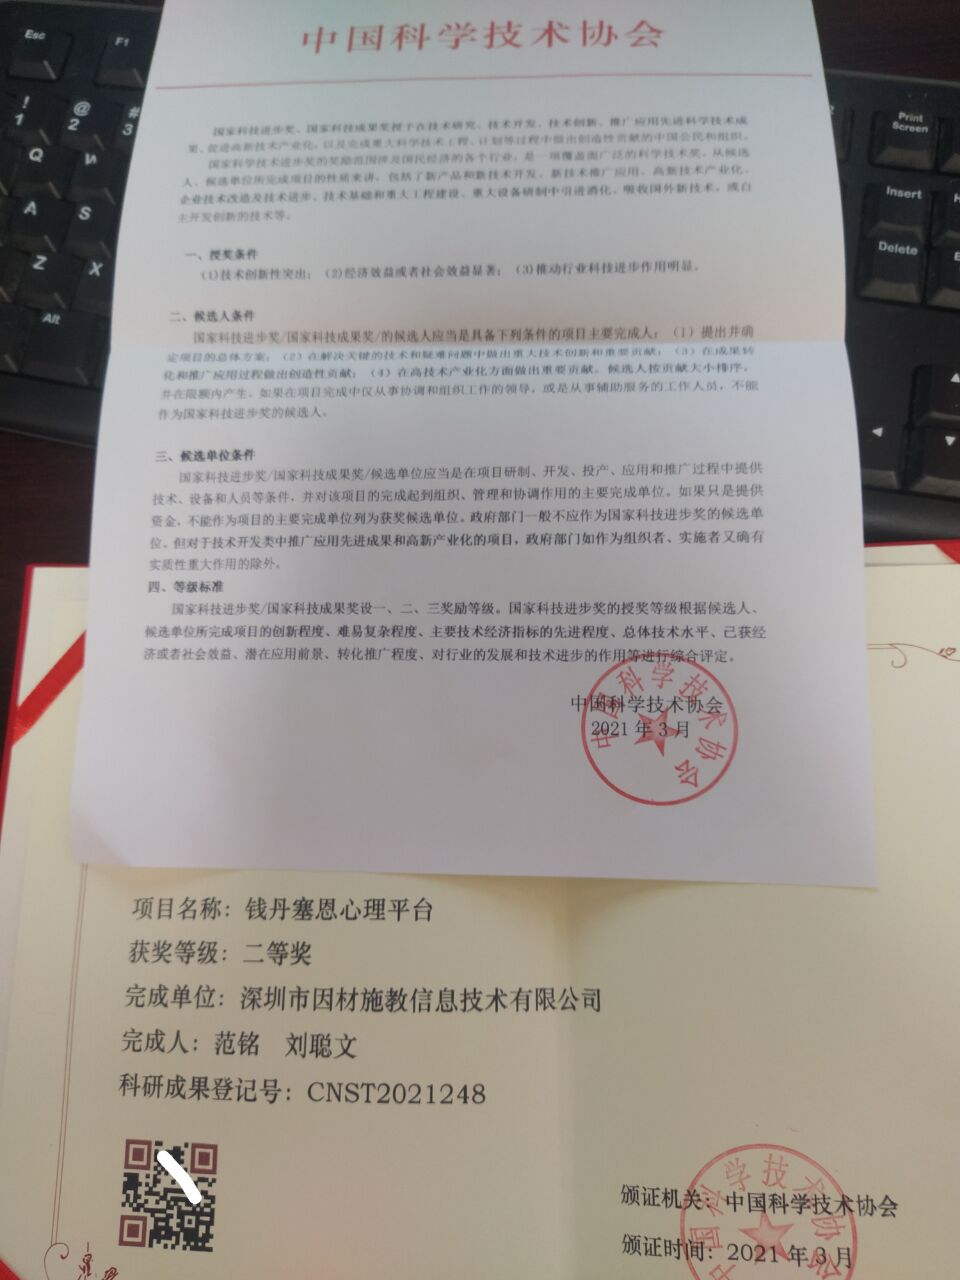 中国科学技术协会
国家科技进步奖、国家科技成果奖授予在技术研究、技术开发、技术创新、推广应用先进科学技术成
果、促进高新技术产业化，以及完成重大科学技术工程、计划等过程中做出创造性贡献的中国公民和组织。
国家科学技术进步奖的奖励范围涉及国民经济的各个行业，是一项覆盖面广泛的科学技术奖。从候选
人、候选单位所完成项目的性质来讲，包括了新产品和新技术开发、新技术推广应用、高新技术产业化，
企业技术改造及技术进步、技术基础和重大工程建设、重大设备研制中引进消化、吸收国外新技术，或自
主开发创新的技术等。
一、授奖条件
（1）技术创新性突出；（2）经济效益或者社会效益显著；（3）推动行业科技进步作用明显。
二、候选人条件
国家科技进步奖/国家科技成果奖/的候选人应当是具备下列条件的项目主要完成人：（1）提出并确
定项目的总体方案；（2）在解决关键的技术和疑难问题中做出重大技术创新和重要贡献；（3）在成果转
化和推广应用过程做出创造性贡献；（4）在高技术产业化方面做出重要贡献。候选人按贡献大小排序，
并在限额内产生。如果在项目完成中仅从事协调和组织工作的领导，或是从事辅助服务的工作人员，不能
作为国家科技进步奖的候选人。
三、候选单位条件
国家科技进步奖/国家科技成果奖/候选单位应当是在项目研制、开发、投产、应用和推广过程中提供
技术、设备和人员等条件，并对该项目的完成起到组织、管理和协调作用的主要完成单位。如果只是提供
资金，不能作为项目的主要完成单位列为获奖候选单位。政府部门一般不应作为国家科技进步奖的候选单
位。但对于技术开发类中推广应用先进成果和高新产业化的项目，政府部门如作为组织者、实施者又确有
实质性重大作用的除外。
四、等级标准
国家科技进步奖/国家科技成果奖设一、二、三奖励等级。国家科技进步奖的授奖等级根据候选人、
候选单位所完成项目的创新程度、难易复杂程度、主要技术经济指标的先进程度、总体技术水平、已获经
济或者社会效益、潜在应用前景、转化推广程度、对行业的发展和技术进步的作用等进行综合评定。
中国科学技术协会
2021 年 3 月
中国科学技术协会
项目名称：钱丹塞恩心理平台
获奖等级：二等奖
完成单位：深圳市因材施教信息技术有限公司
完成人：范铭 刘聪文
科研成果登记号：CNST2021248
颁证机关：中国科学技术协会
颁证时间：2021 年 3 月
中国科学技术协会
Esc
F1
! 1
@ 2
# 3
Q
W
A
S
Z
X
Alt
Print Screen
Insert
Delete